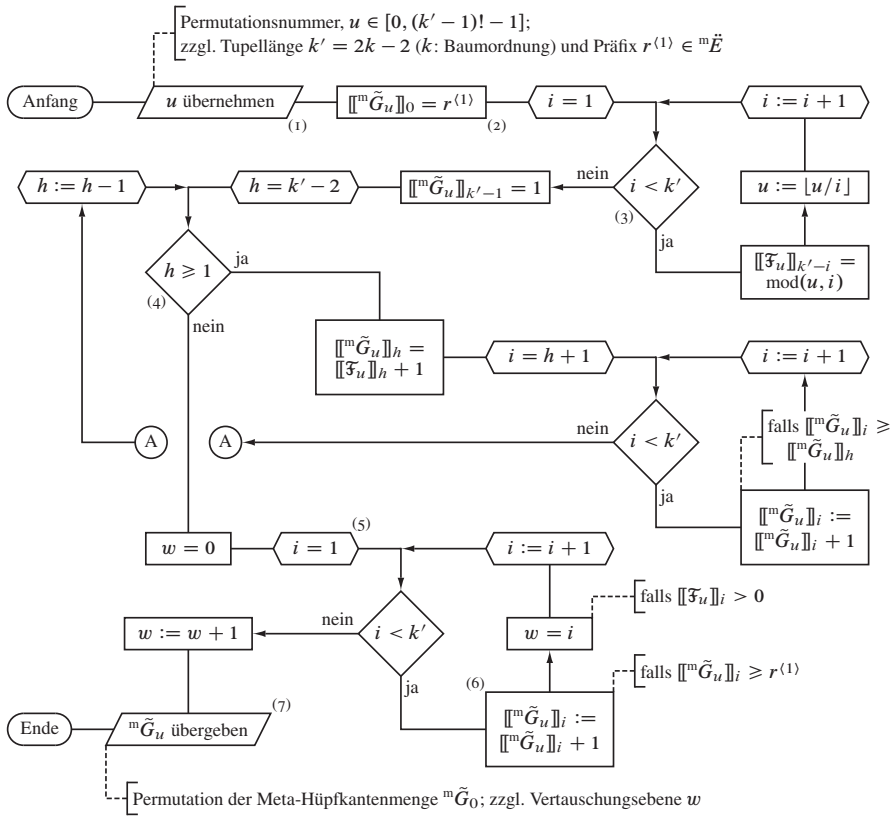 Permutationsnummer, u ∈ [0, (k′ − 1)! − 1];
zzgl. Tupellänge k′ = 2k − 2 (k: Baumordnung) und Präfix r⟨1⟩ ∈ ᵐË
Anfang
u übernehmen
(1)
⟦ᵐG̃ᵤ⟧₀ = r⟨1⟩
(2)
i = 1
i := i + 1
h := h − 1
h = k′ − 2
⟦ᵐG̃ᵤ⟧ₖ′₋₁ = 1
nein
i < k′
(3)
ja
u := ⌊u/i⌋
⟦𝔉ᵤ⟧ₖ′₋ᵢ =
mod(u, i)
h ⩾ 1
(4)
ja
nein
⟦ᵐG̃ᵤ⟧ₕ =
⟦𝔉ᵤ⟧ₕ + 1
i = h + 1
i := i + 1
A
A
nein
i < k′
ja
falls ⟦ᵐG̃ᵤ⟧ᵢ ⩾
⟦ᵐG̃ᵤ⟧ₕ
⟦ᵐG̃ᵤ⟧ᵢ :=
⟦ᵐG̃ᵤ⟧ᵢ + 1
w = 0
i = 1
(5)
i := i + 1
w := w + 1
nein
i < k′
ja
w = i
falls ⟦𝔉ᵤ⟧ᵢ > 0
(6)
⟦ᵐG̃ᵤ⟧ᵢ :=
⟦ᵐG̃ᵤ⟧ᵢ + 1
falls ⟦ᵐG̃ᵤ⟧ᵢ ⩾ r⟨1⟩
Ende
ᵐG̃ᵤ übergeben
(7)
Permutation der Meta-Hüpfkantenmenge ᵐG̃₀; zzgl. Vertauschungsebene w